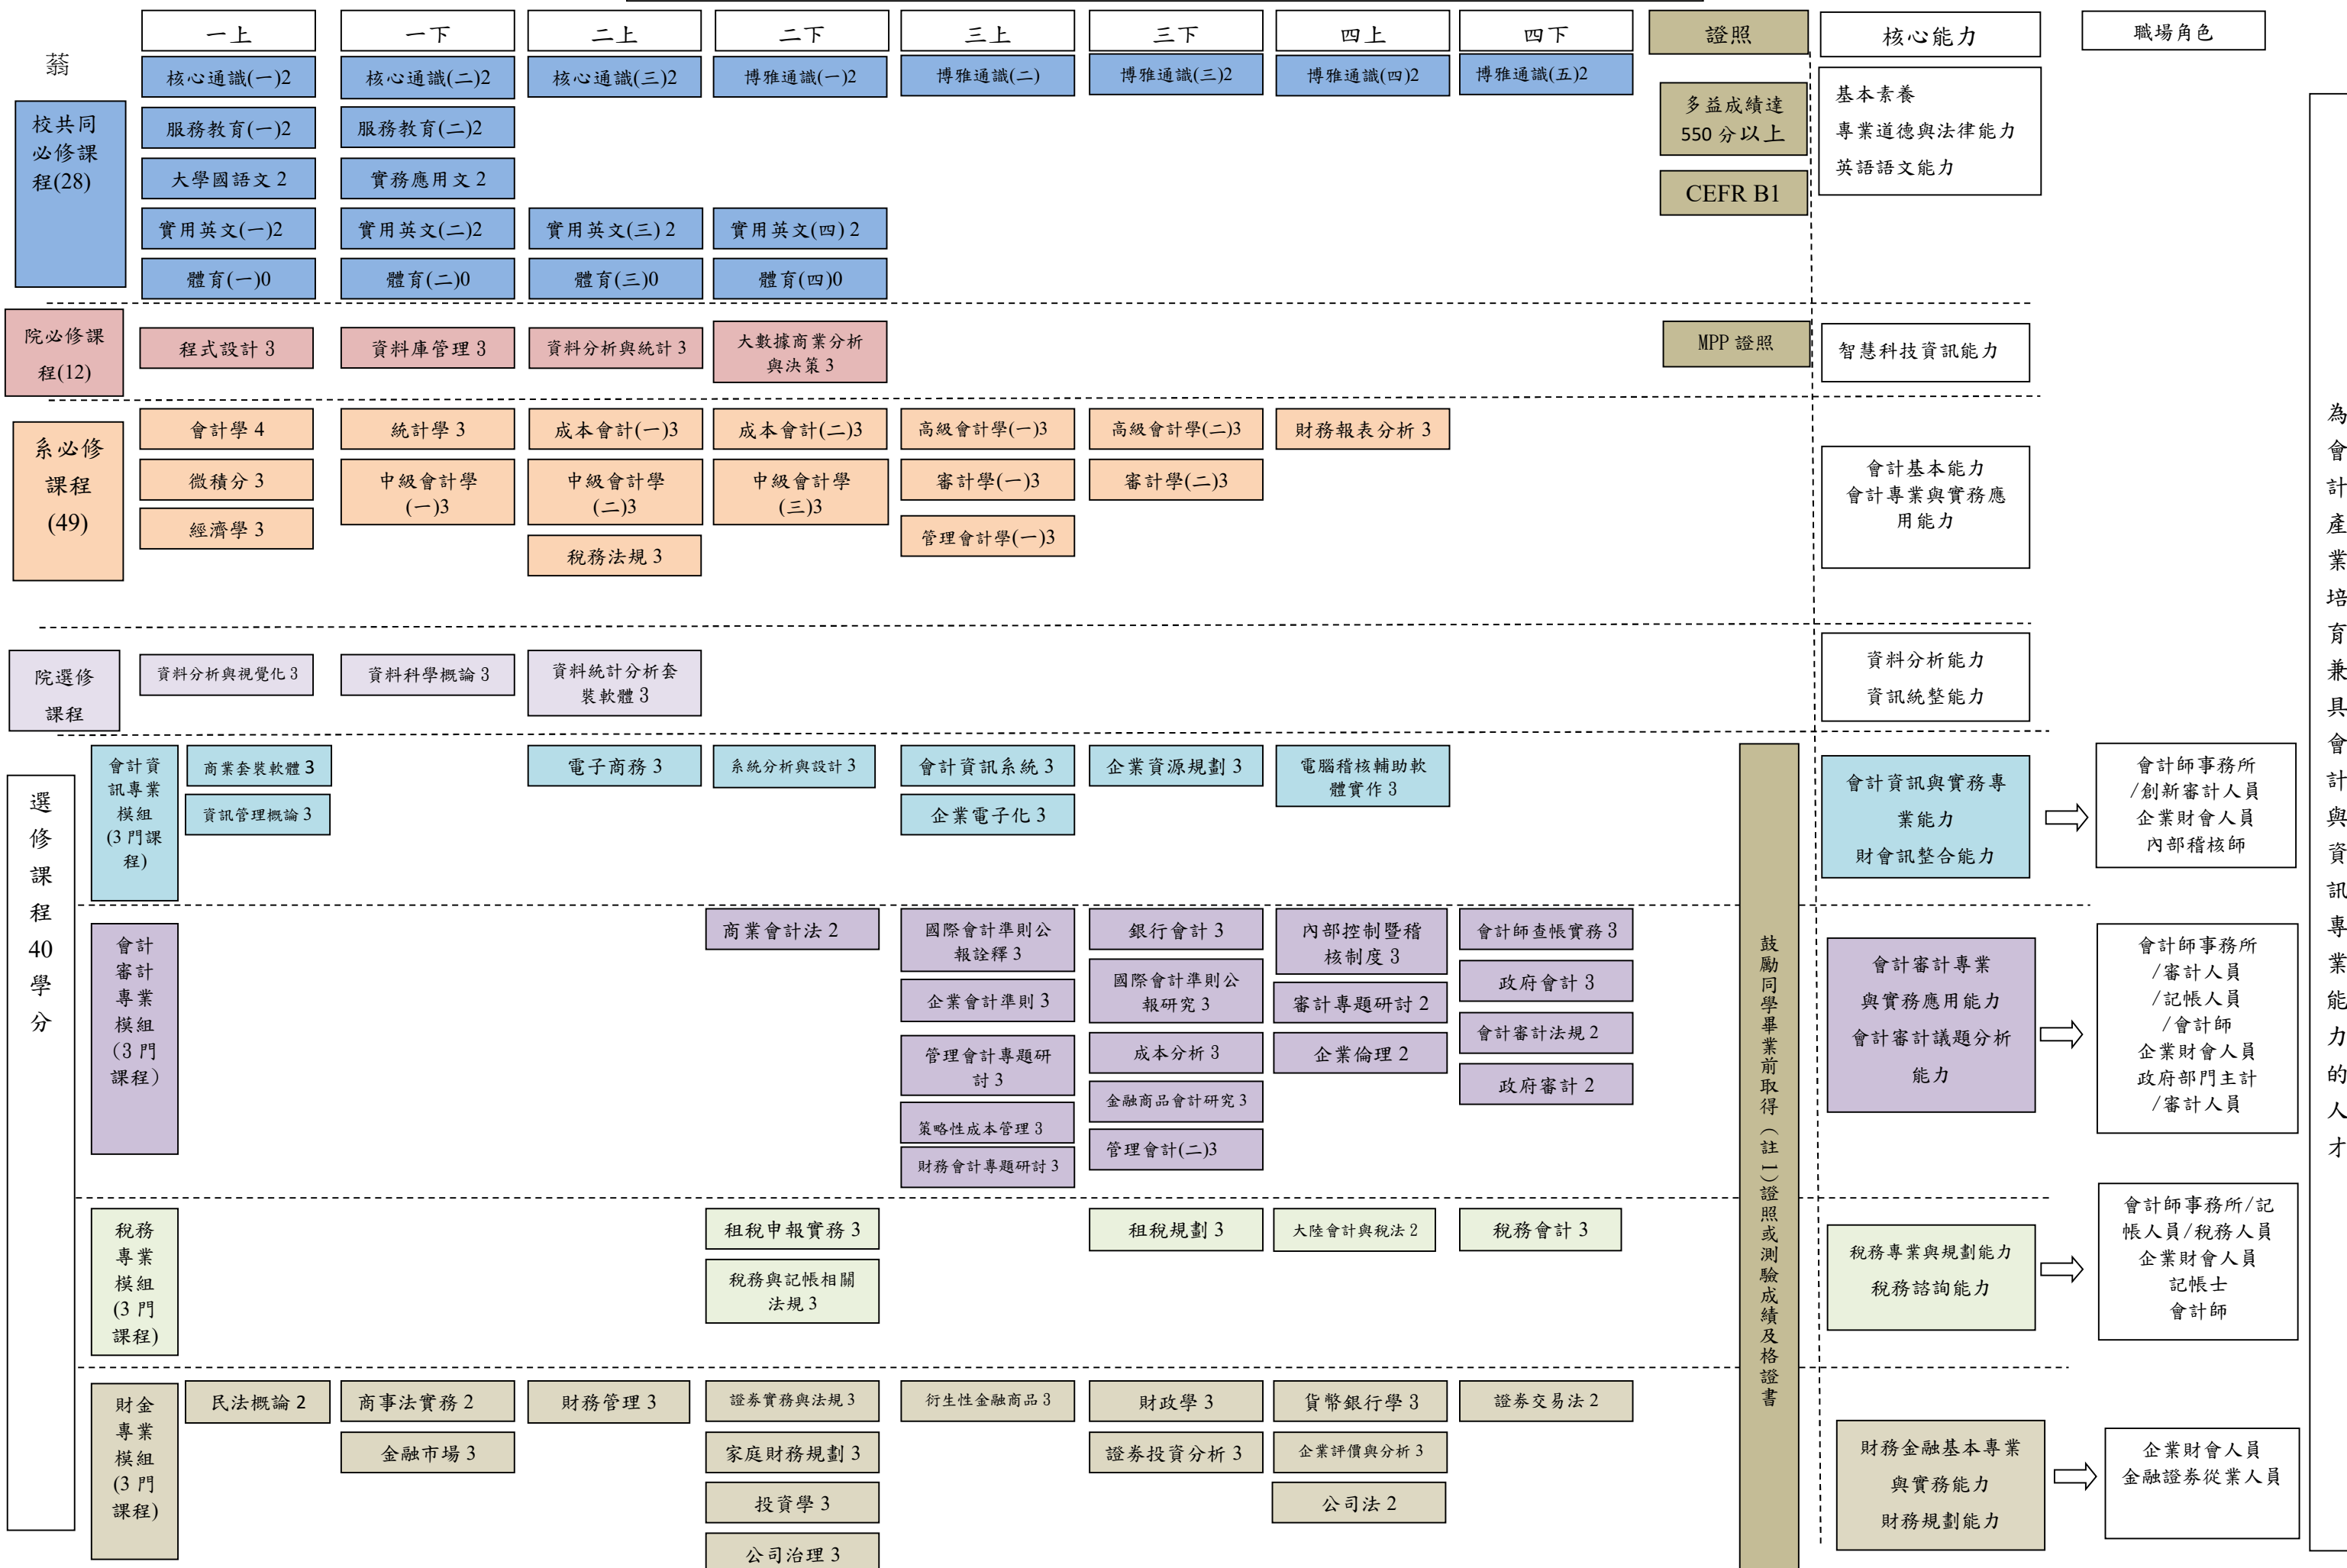 一上
一下
二上
二下
三上
三下
四上
四下
證照
核心能力
職場角色
蓊
校共同
必修課
程(28)
核心通識(一)2
核心通識(二)2
核心通識(三)2
博雅通識(一)2
博雅通識(二)
博雅通識(三)2
博雅通識(四)2
博雅通識(五)2
服務教育(一)2
服務教育(二)2
大學國語文 2
實務應用文 2
實用英文(一)2
實用英文(二)2
實用英文(三) 2
實用英文(四) 2
體育(一)0
體育(二)0
體育(三)0
體育(四)0
多益成績達
550 分以上
CEFR B1
基本素養
專業道德與法律能力
英語語文能力
院必修課
程(12)
程式設計 3
資料庫管理 3
資料分析與統計 3
大數據商業分析
與決策 3
MPP 證照
智慧科技資訊能力
系必修
課程
(49)
會計學 4
統計學 3
成本會計(一)3
成本會計(二)3
高級會計學(一)3
高級會計學(二)3
財務報表分析 3
微積分 3
中級會計學
(一)3
中級會計學
(二)3
中級會計學
(三)3
審計學(一)3
審計學(二)3
經濟學 3
稅務法規 3
管理會計學(一)3
會計基本能力
會計專業與實務應
用能力
院選修
課程
資料分析與視覺化 3
資料科學概論 3
資料統計分析套
裝軟體 3
資料分析能力
資訊統整能力
選修課程40學分
會計資
訊專業
模組
(3 門課
程)
商業套裝軟體 3
資訊管理概論 3
電子商務 3
系統分析與設計 3
會計資訊系統 3
企業電子化 3
企業資源規劃 3
電腦稽核輔助軟
體實作 3
會計資訊與實務專
業能力
財會訊整合能力
會計師事務所
/創新審計人員
企業財會人員
內部稽核師
會計
審計
專業
模組
(3 門
課程)
商業會計法 2
國際會計準則公
報詮釋 3
企業會計準則 3
管理會計專題研
討 3
策略性成本管理 3
財務會計專題研討 3
銀行會計 3
國際會計準則公
報研究 3
成本分析 3
金融商品會計研究 3
管理會計(二)3
內部控制暨稽
核制度 3
審計專題研討 2
企業倫理 2
會計師查帳實務 3
政府會計 3
會計審計法規 2
政府審計 2
會計審計專業
與實務應用能力
會計審計議題分析
能力
會計師事務所
/審計人員
/記帳人員
/會計師
企業財會人員
政府部門主計
/審計人員
稅務
專業
模組
(3 門
課程)
租稅申報實務 3
稅務與記帳相關
法規 3
租稅規劃 3
大陸會計與稅法 2
稅務會計 3
稅務專業與規劃能力
稅務諮詢能力
會計師事務所/記
帳人員/稅務人員
企業財會人員
記帳士
會計師
財金
專業
模組
(3 門
課程)
民法概論 2
商事法實務 2
金融市場 3
財務管理 3
證券實務與法規 3
家庭財務規劃 3
投資學 3
公司治理 3
衍生性金融商品 3
財政學 3
證券投資分析 3
貨幣銀行學 3
企業評價與分析 3
公司法 2
證券交易法 2
財務金融基本專業
與實務能力
財務規劃能力
企業財會人員
金融證券從業人員
鼓勵同學畢業前取得(註1)證照或測驗成績及格證書
為會計產業培育兼具會計與資訊專業能力的人才